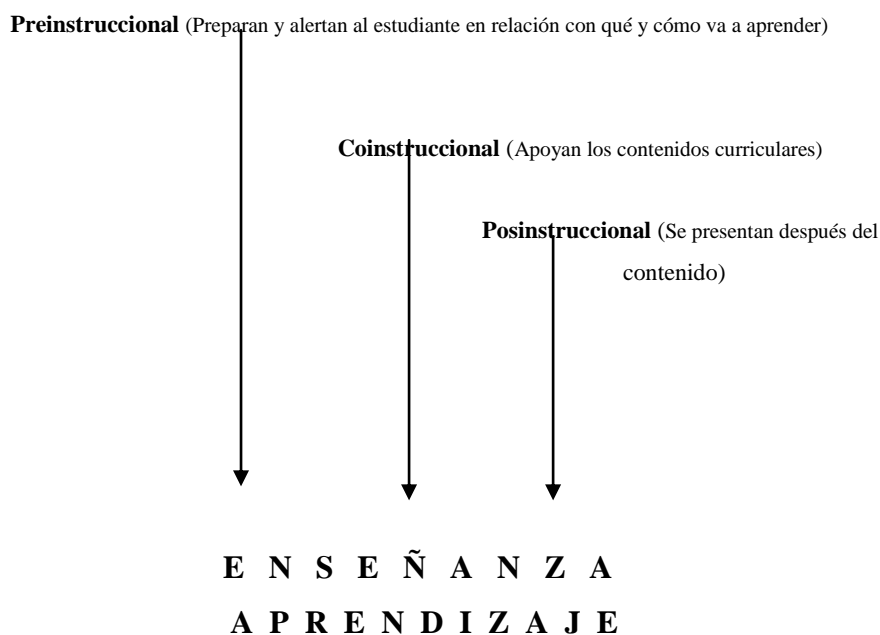 Preinstruccional (Preparan y alertan al estudiante en relación con qué y cómo va a aprender)
Coinstruccional (Apoyan los contenidos curriculares)
Posinstruccional (Se presentan después del
contenido)
E N S E Ñ A N Z A
A P R E N D I Z A J E